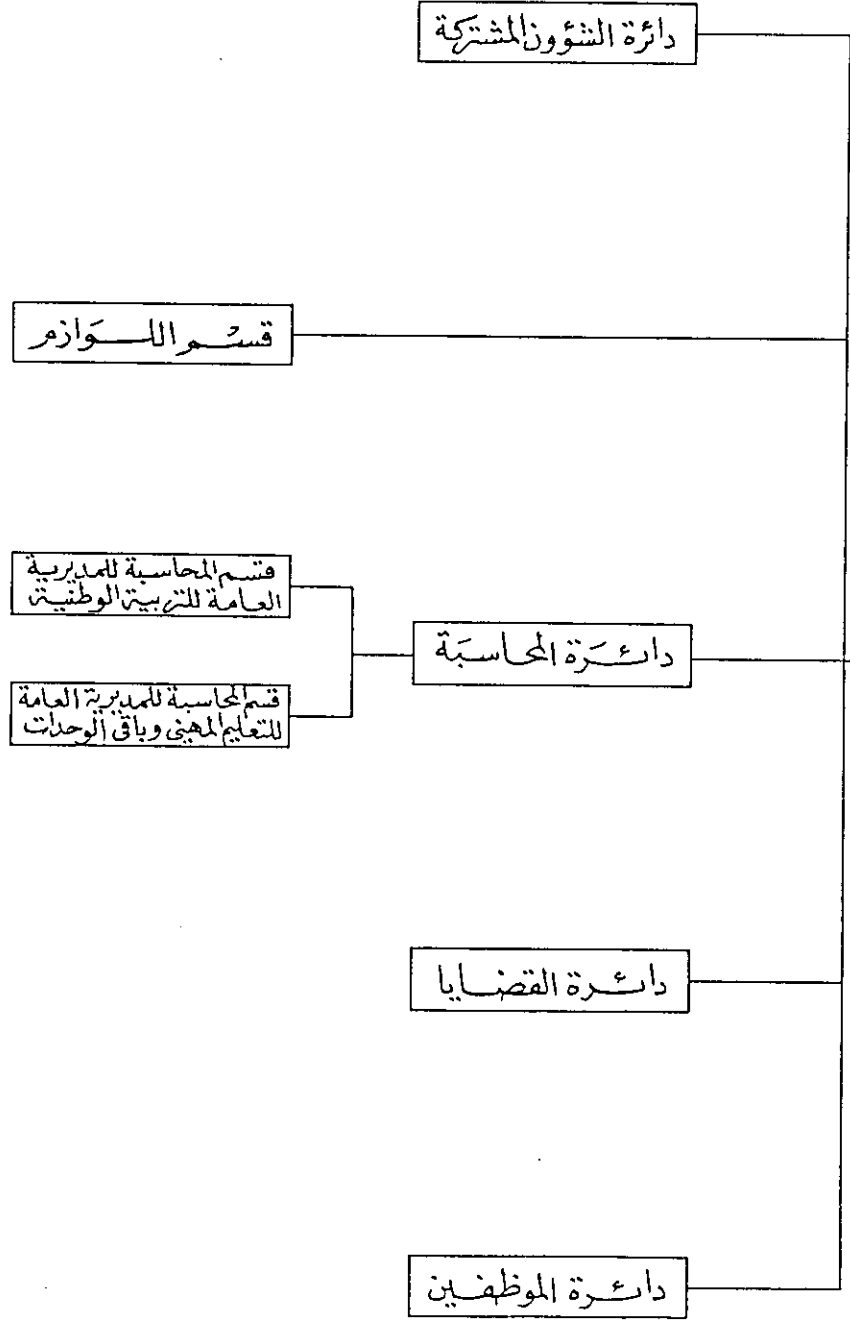 دائرة الشؤون المشتركة
قسم اللوازم
دائرة المحاسبة
قسم المحاسبة للمديرية
العامة للتربية الوطنية
قسم المحاسبة للمديرية العامة
للتعليم المهني وباقي الوحدات
دائرة القضايا
دائرة الموظفين